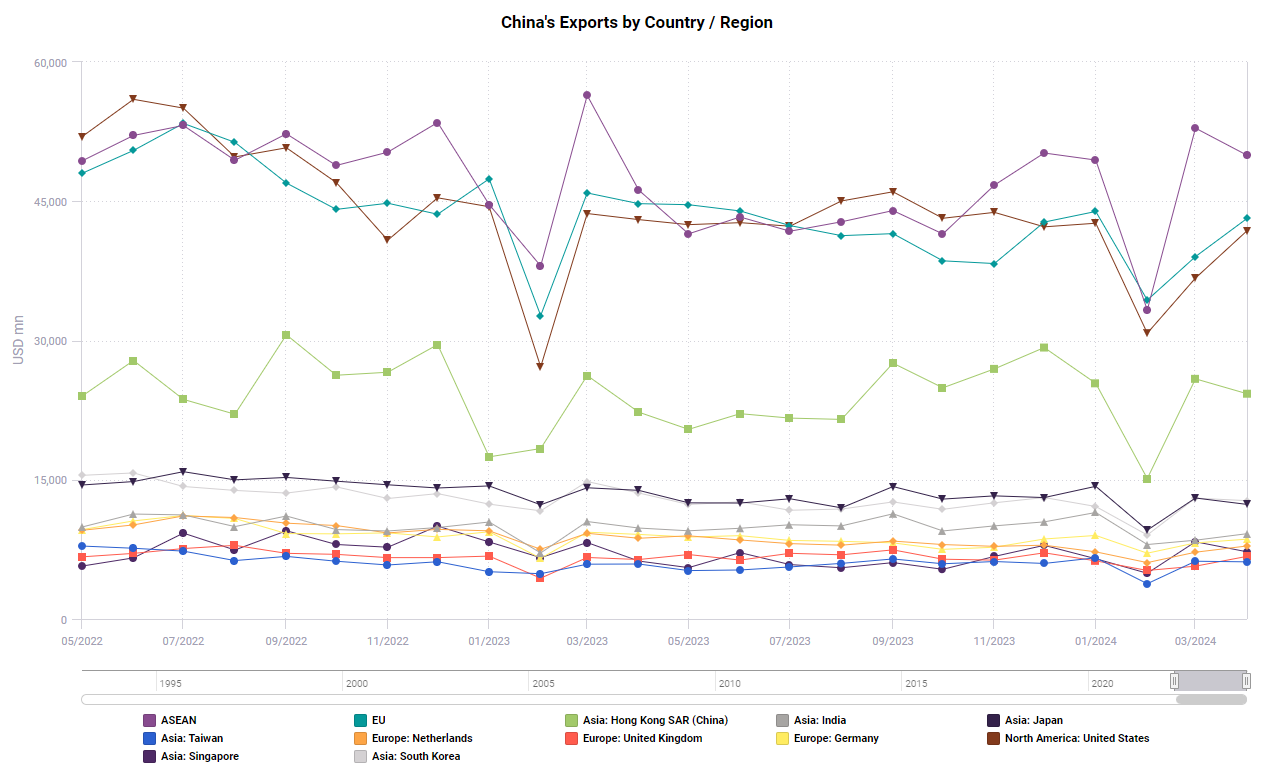 China's Exports by Country / Region
USD mn
60,000
45,000
30,000
15,000
0
05/2022 07/2022 09/2022 11/2022 01/2023 03/2023 05/2023 07/2023 09/2023 11/2023 01/2024 03/2024
1995 2000 2005 2010 2015 2020
ASEAN EU Asia: Hong Kong SAR (China) Asia: India Asia: Japan
Asia: Taiwan Europe: Netherlands Europe: United Kingdom Europe: Germany North America: United States
Asia: Singapore Asia: South Korea